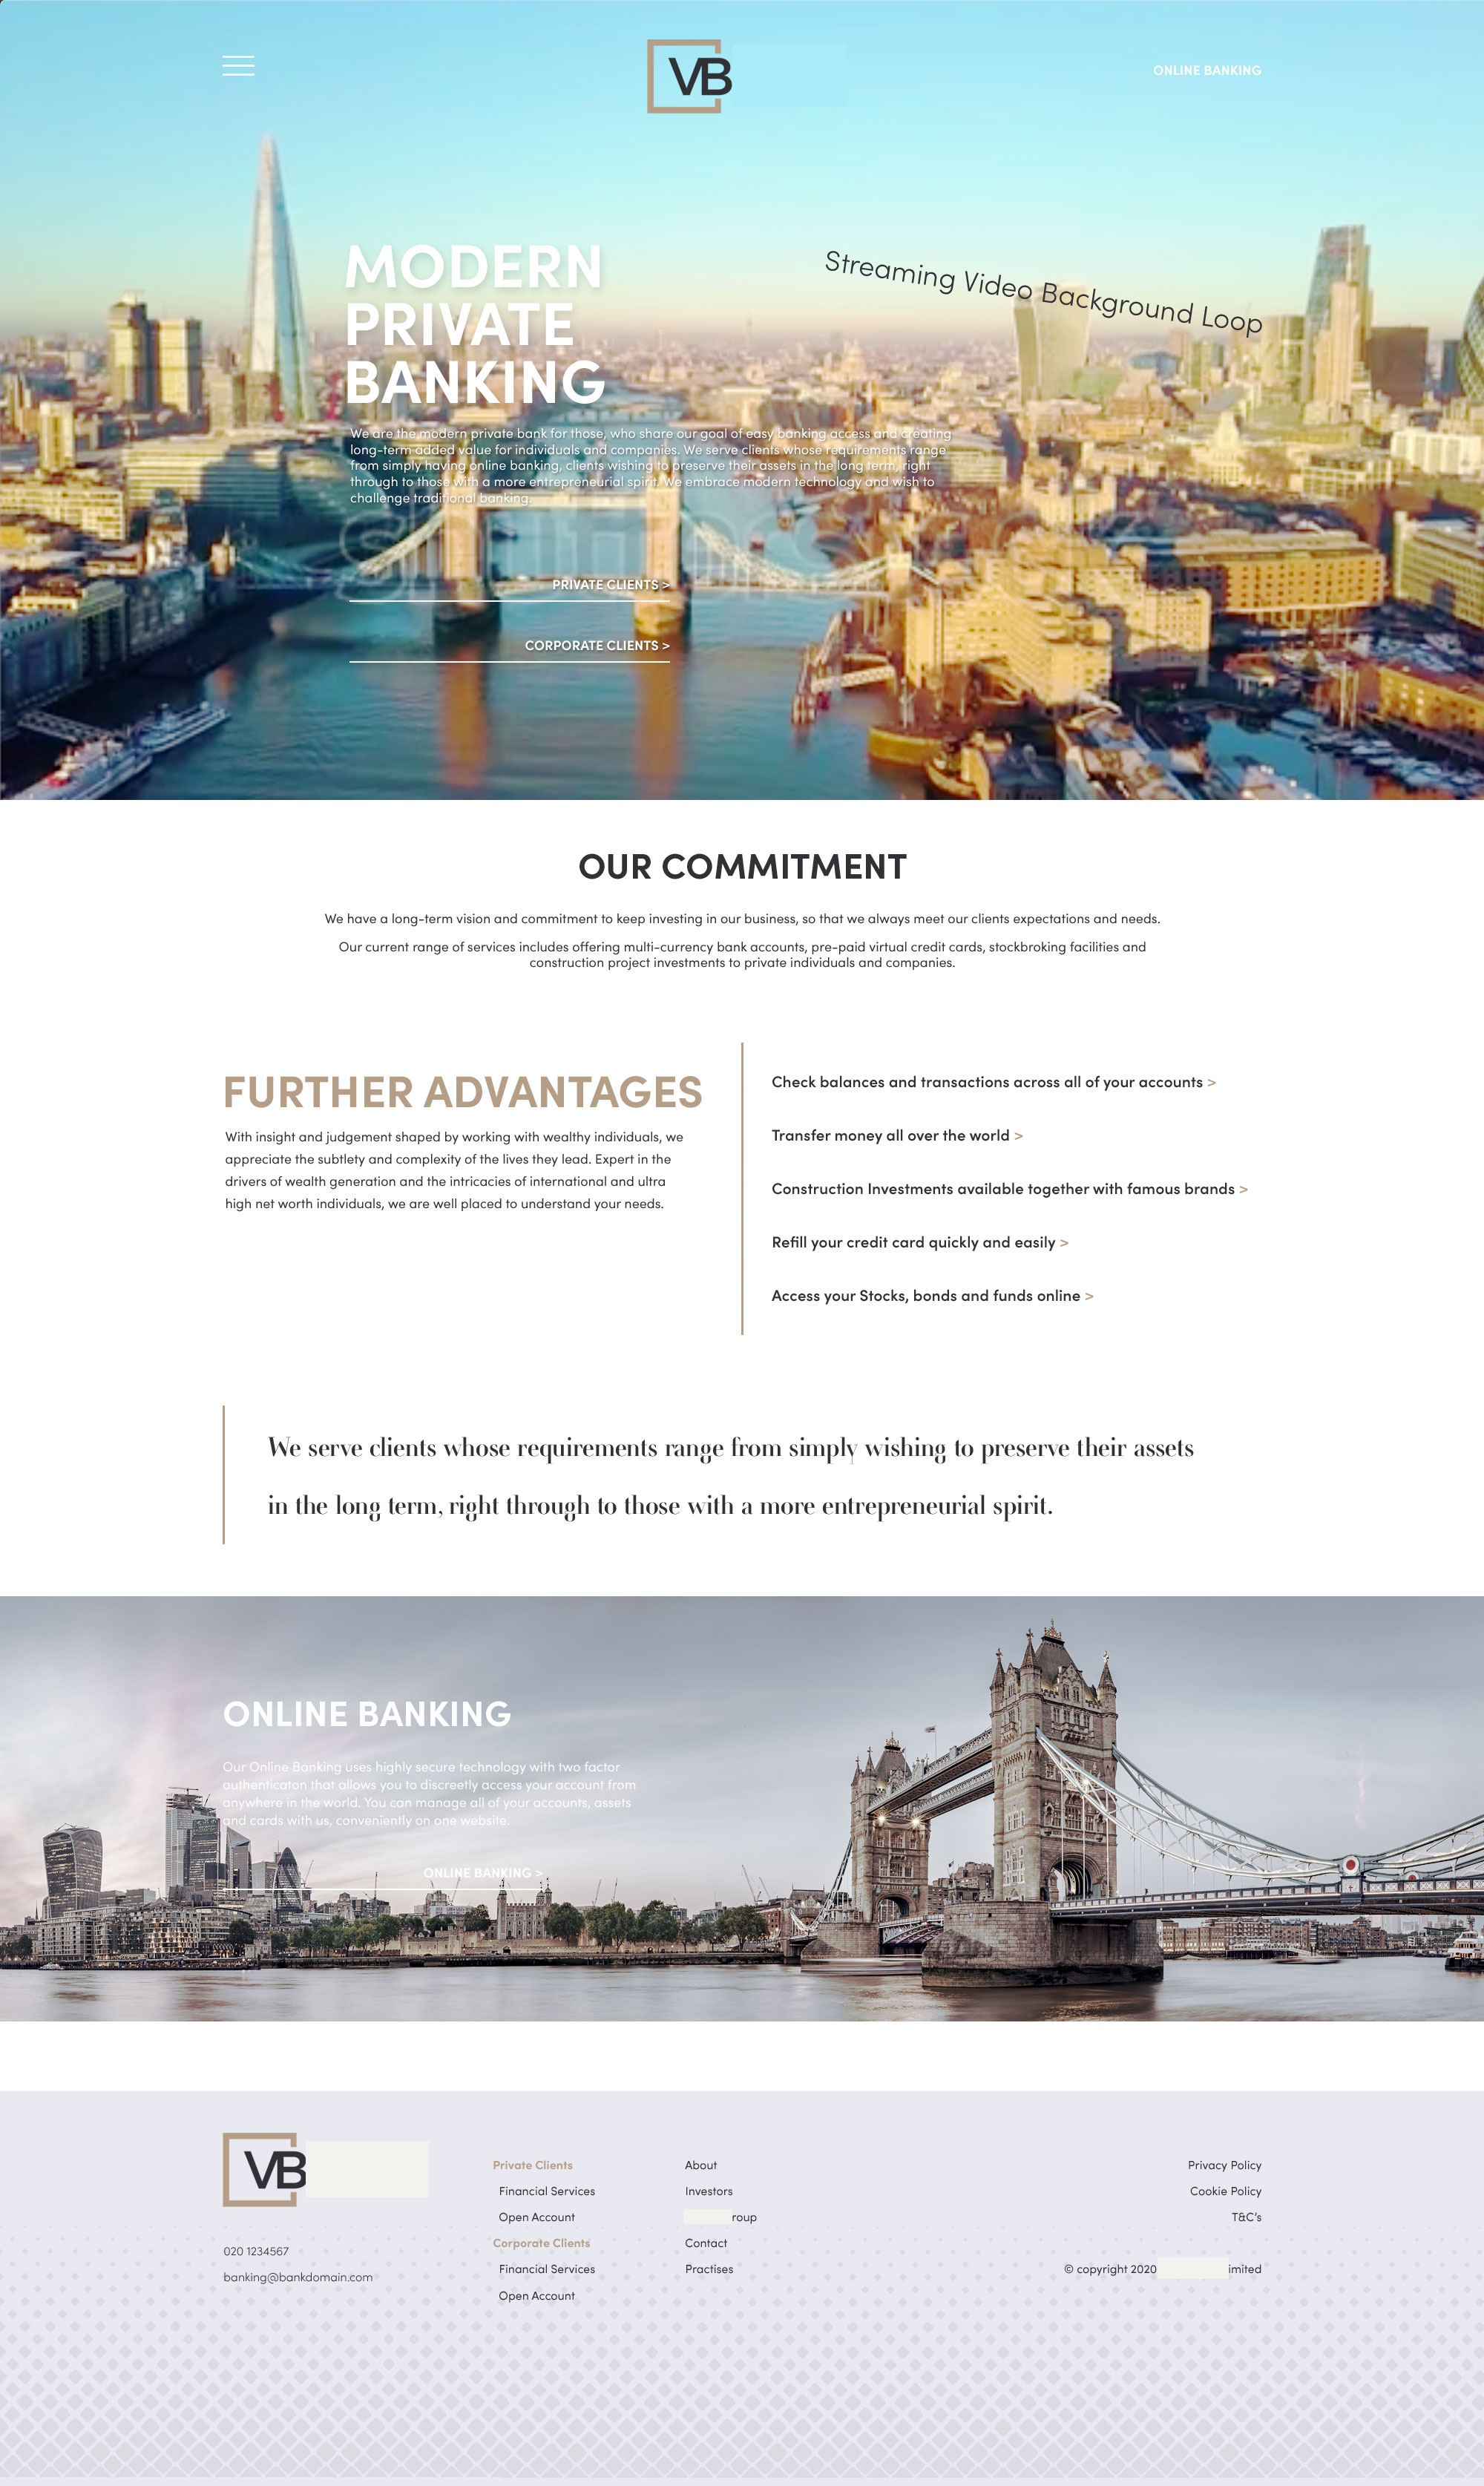 VB
ONLINE BANKING
MODERN
PRIVATE
BANKING
Streaming Video Background Loop
We are the modern private bank for those, who share our goal of easy banking access and creating
long-term added value for individuals and companies. We serve clients whose requirements range
from simply having online banking, clients wishing to preserve their assets in the long term, right
through to those with a more entrepreneurial spirit. We embrace modern technology and wish to
challenge traditional banking.
PRIVATE CLIENTS >
CORPORATE CLIENTS >
OUR COMMITMENT
We have a long-term vision and commitment to keep investing in our business, so that we always meet our clients expectations and needs.
Our current range of services includes offering multi-currency bank accounts, pre-paid virtual credit cards, stockbroking facilities and
construction project investments to private individuals and companies.
FURTHER ADVANTAGES
With insight and judgement shaped by working with wealthy individuals, we
appreciate the subtlety and complexity of the lives they lead. Expert in the
drivers of wealth generation and the intricacies of international and ultra
high net worth individuals, we are well placed to understand your needs.
Check balances and transactions across all of your accounts >
Transfer money all over the world >
Construction Investments available together with famous brands >
Refill your credit card quickly and easily >
Access your Stocks, bonds and funds online >
We serve clients whose requirements range from simply wishing to preserve their assets
in the long term, right through to those with a more entrepreneurial spirit.
ONLINE BANKING
Our Online Banking uses highly secure technology with two factor
authenticaton that allows you to discreetly access your account from
anywhere in the world. You can manage all of your accounts, assets
and cards with us, conveniently on one website.
ONLINE BANKING >
VB
020 1234567
banking@bankdomain.com
Private Clients
Financial Services
Open Account
Corporate Clients
Financial Services
Open Account
About
Investors
roup
Contact
Practises
Privacy Policy
Cookie Policy
T&C's
© copyright 2020 imited